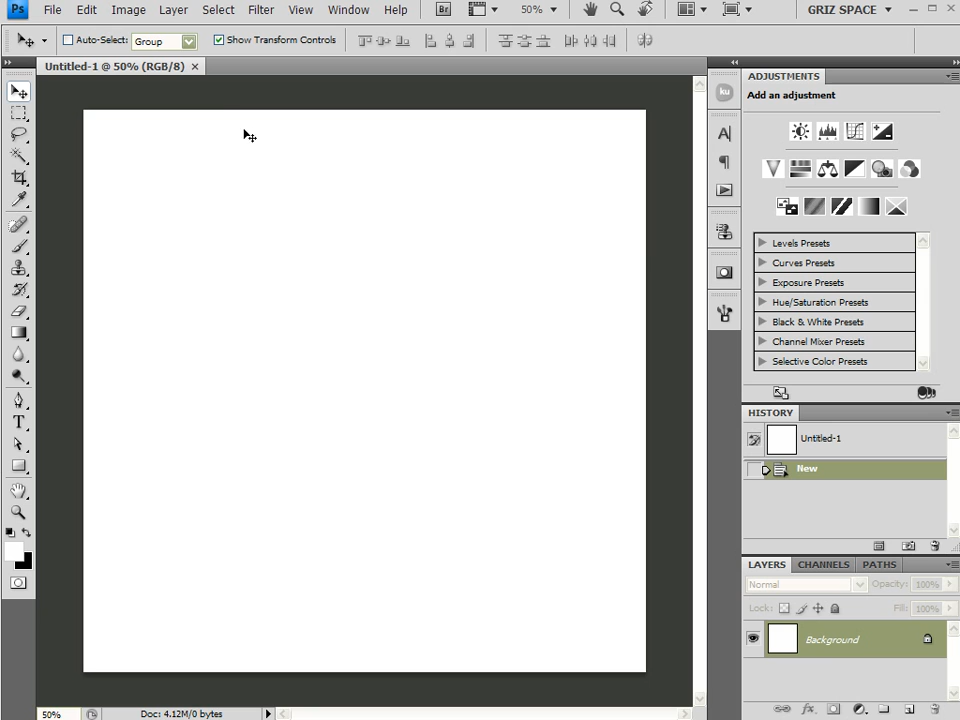 Ps File Edit Image Layer Select Filter View Window Help Br 50% GRIZ SPACE
Auto-Select: Group Show Transform Controls
Untitled-1 @ 50% (RGB/8) ×
ADJUSTMENTS
Add an adjustment
ku
A
T
Levels Presets
Curves Presets
Exposure Presets
Hue/Saturation Presets
Black & White Presets
Channel Mixer Presets
Selective Color Presets
HISTORY
Untitled-1
New
LAYERS CHANNELS PATHS
Normal Opacity: 100%
Lock: Fill: 100%
Background
fx
50% Doc: 4.12M/0 bytes